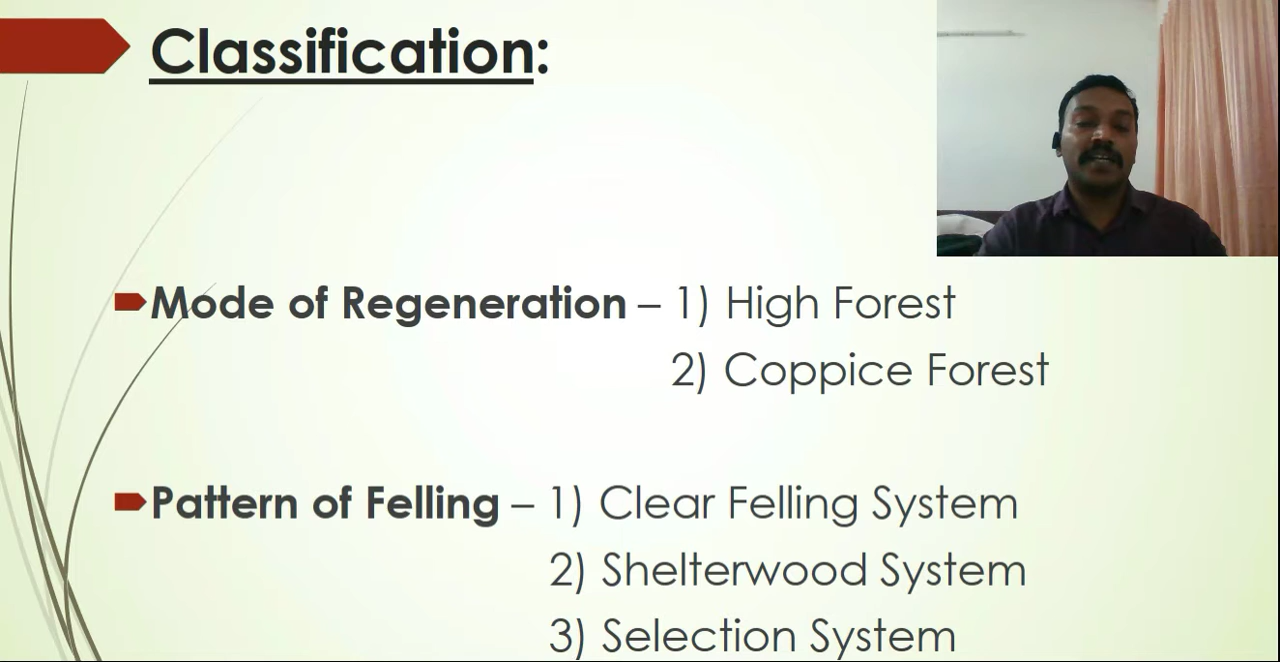 Classification:
Mode of Regeneration – 1) High Forest
2) Coppice Forest
Pattern of Felling – 1) Clear Felling System
2) Shelterwood System
3) Selection System